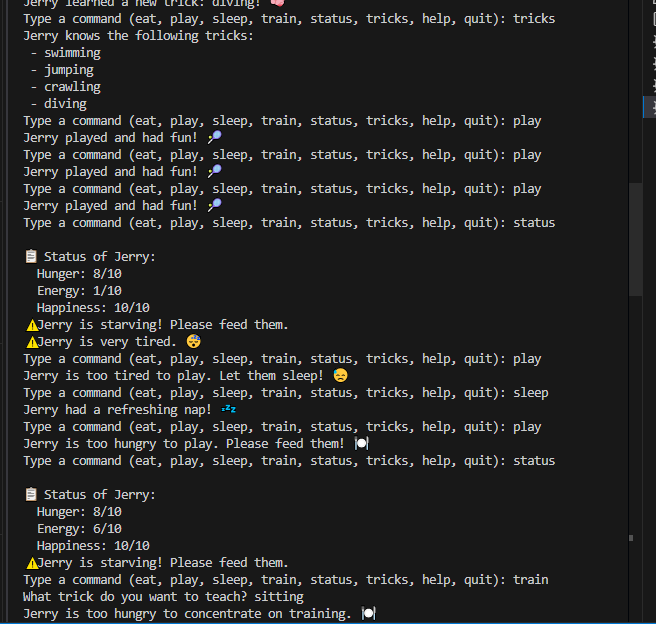 Jerry learned a new trick: diving! 🧠
Type a command (eat, play, sleep, train, status, tricks, help, quit): tricks
Jerry knows the following tricks:
- swimming
- jumping
- crawling
- diving
Type a command (eat, play, sleep, train, status, tricks, help, quit): play
Jerry played and had fun! 🎾
Type a command (eat, play, sleep, train, status, tricks, help, quit): play
Jerry played and had fun! 🎾
Type a command (eat, play, sleep, train, status, tricks, help, quit): play
Jerry played and had fun! 🎾
Type a command (eat, play, sleep, train, status, tricks, help, quit): status
📋 Status of Jerry:
Hunger: 8/10
Energy: 1/10
Happiness: 10/10
⚠️Jerry is starving! Please feed them.
⚠️Jerry is very tired. 😴
Type a command (eat, play, sleep, train, status, tricks, help, quit): play
Jerry is too tired to play. Let them sleep! 😓
Type a command (eat, play, sleep, train, status, tricks, help, quit): sleep
Jerry had a refreshing nap! 💤
Type a command (eat, play, sleep, train, status, tricks, help, quit): play
Jerry is too hungry to play. Please feed them! 🍽️
Type a command (eat, play, sleep, train, status, tricks, help, quit): status
📋 Status of Jerry:
Hunger: 8/10
Energy: 6/10
Happiness: 10/10
⚠️Jerry is starving! Please feed them.
Type a command (eat, play, sleep, train, status, tricks, help, quit): train
What trick do you want to teach? sitting
Jerry is too hungry to concentrate on training. 🍽️